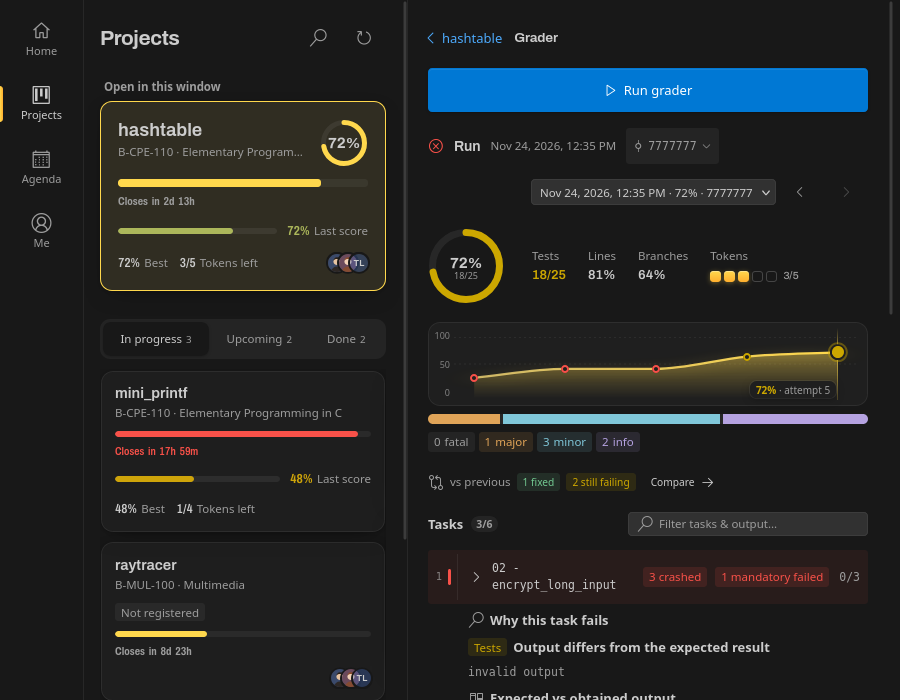 Home
Projects
Agenda
Me
Projects
Open in this window
hashtable
B-CPE-110 · Elementary Program...
72%
Closes in 2d 13h
72% Last score
72% Best 3/5 Tokens left
TL
In progress 3
Upcoming 2
Done 2
mini_printf
B-CPE-110 · Elementary Programming in C
Closes in 17h 59m
48% Last score
48% Best 1/4 Tokens left
raytracer
B-MUL-100 · Multimedia
Not registered
Closes in 8d 23h
TL
hashtable Grader
Run grader
Run Nov 24, 2026, 12:35 PM 7777777
Nov 24, 2026, 12:35 PM · 72% · 7777777
72%
18/25
Tests Lines Branches Tokens
18/25 81% 64% 3/5
100
50
0
72% · attempt 5
0 fatal 1 major 3 minor 2 info
vs previous 1 fixed 2 still failing Compare
Tasks 3/6 Filter tasks & output...
1 02 - encrypt_long_input 3 crashed 1 mandatory failed 0/3
Why this task fails
Tests Output differs from the expected result
invalid output
Expected vs obtained output